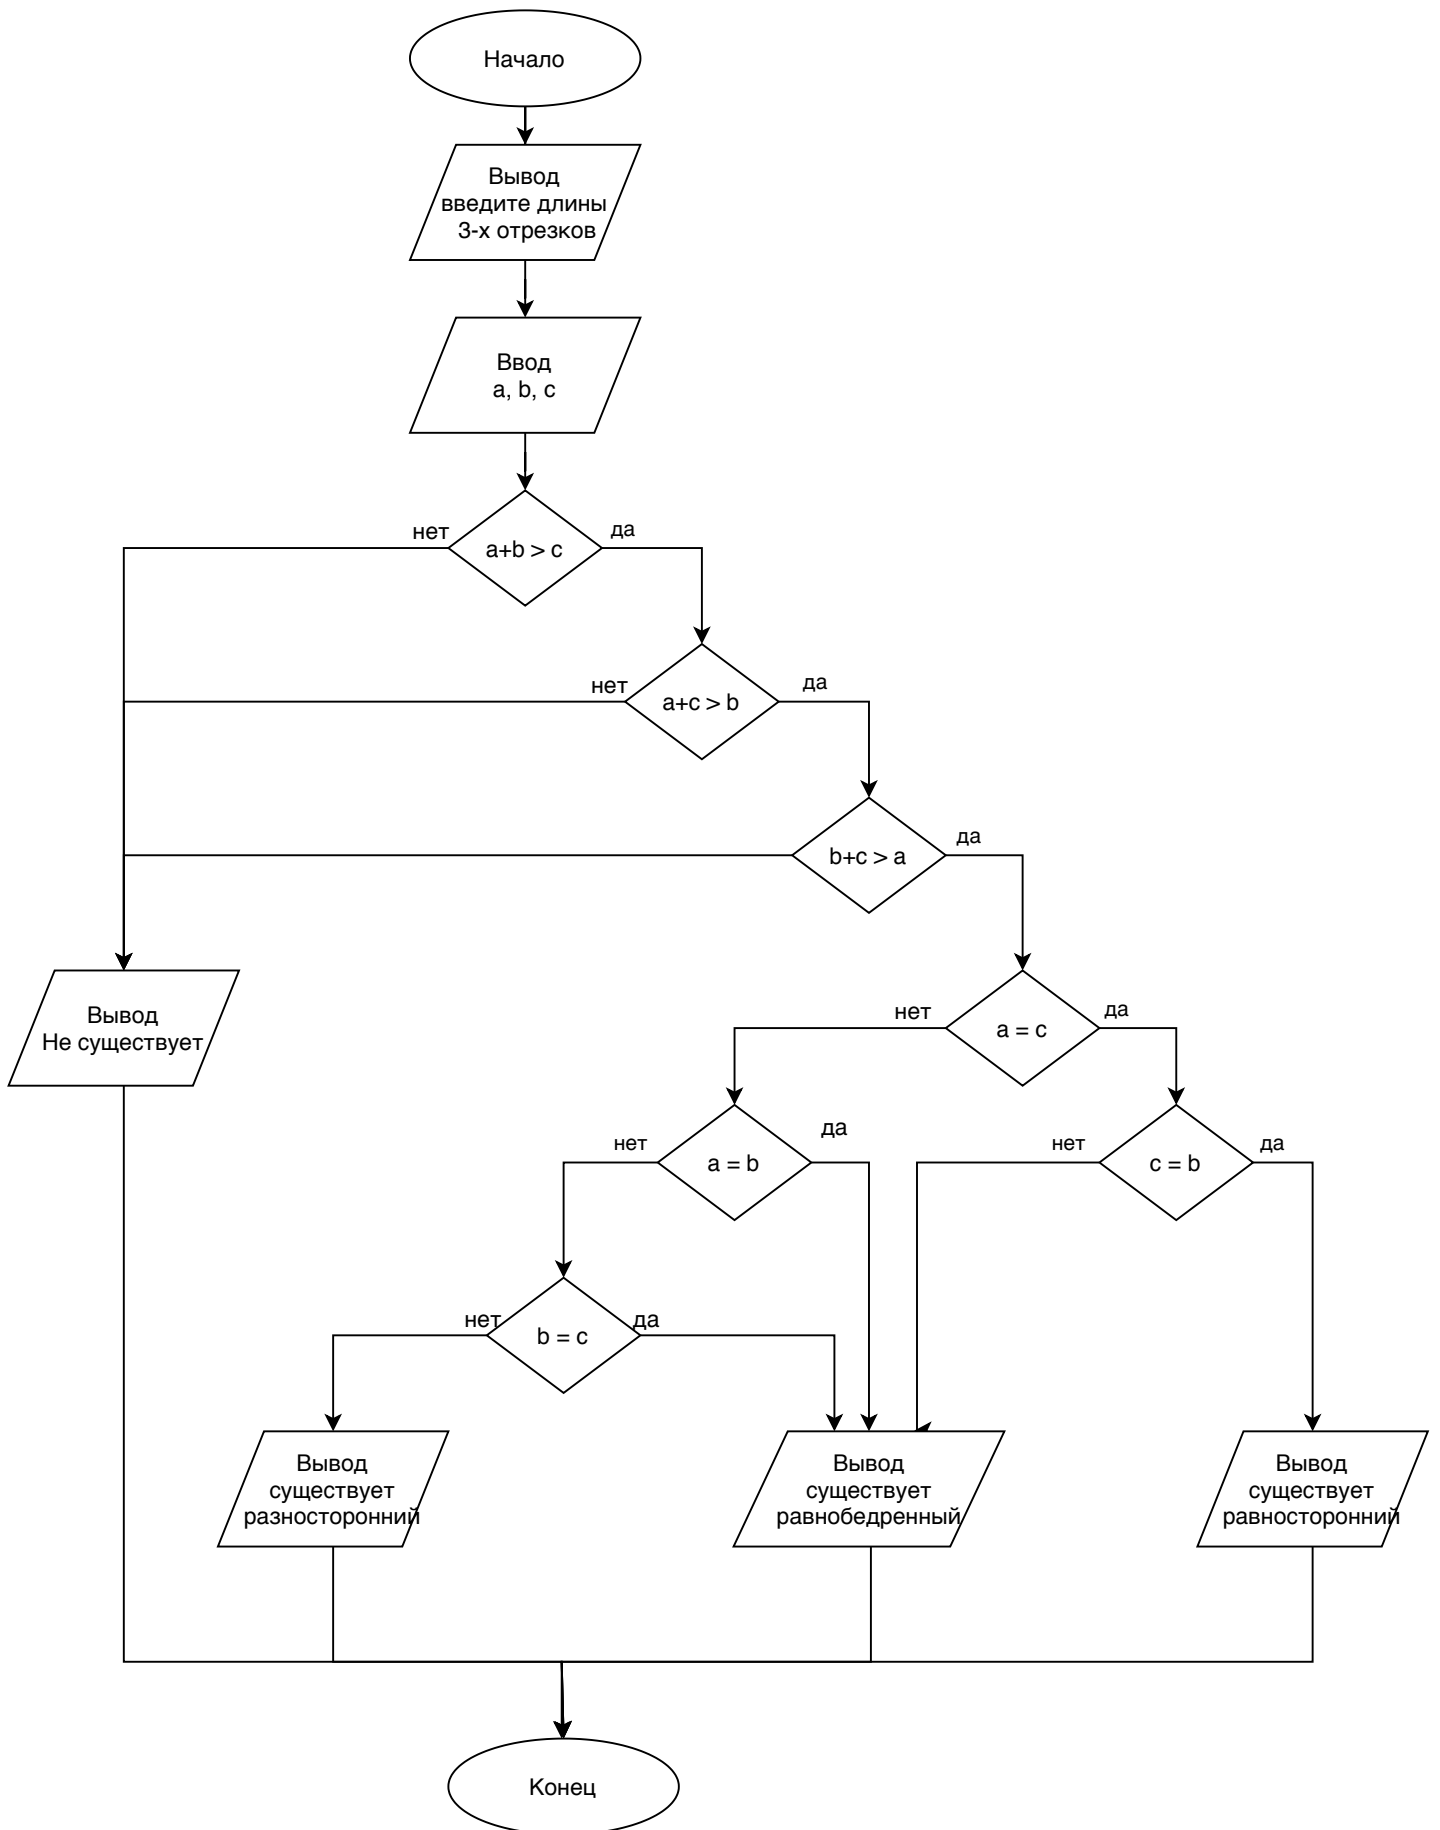 Начало
Вывод
введите длины
3-х отрезков
Ввод
a, b, c
нет
a+b > c
да
нет
a+c > b
да
b+c > a
да
Вывод
Не существует
нет
a = c
да
нет
a = b
да
нет
c = b
да
нет
b = c
да
Вывод
существует
разносторонний
Вывод
существует
равнобедренный
Вывод
существует
равносторонний
Конец